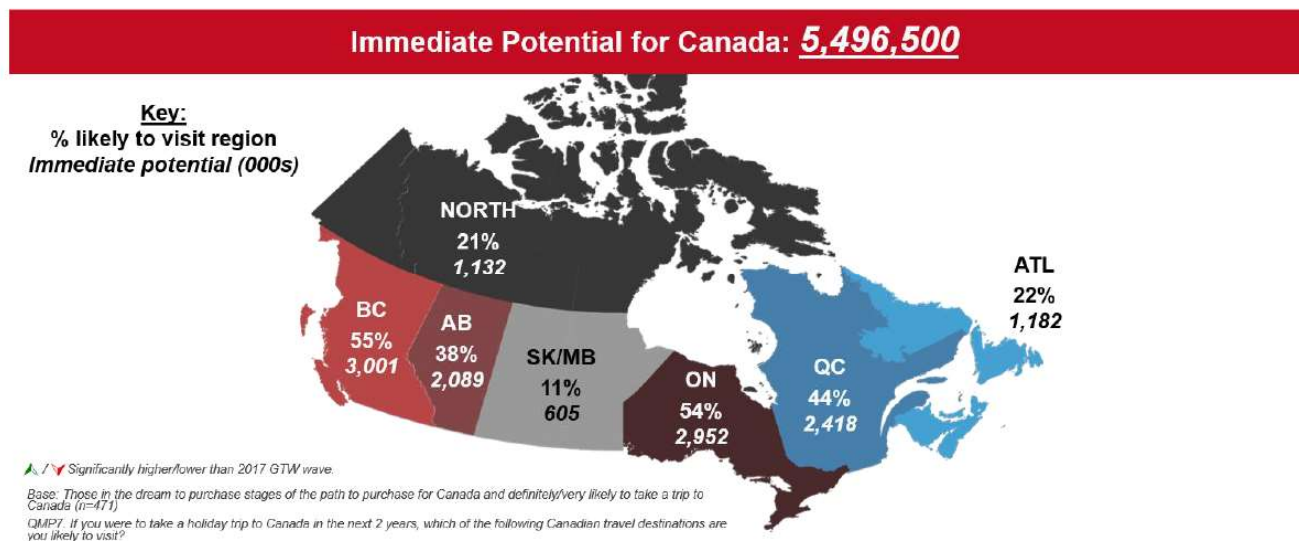 Immediate Potential for Canada: 5,496,500
Key:
% likely to visit region
Immediate potential (000s)
NORTH
21%
1,132
BC
55%
3,001
AB
38%
2,089
SK/MB
11%
605
ON
54%
2,952
QC
44%
2,418
ATL
22%
1,182
/ Significantly higher/lower than 2017 GTW wave.
Base: Those in the dream to purchase stages of the path to purchase for Canada and definitely/very likely to take a trip to
Canada (n=471)
QMP7. If you were to take a holiday trip to Canada in the next 2 years, which of the following Canadian travel destinations are
you likely to visit?